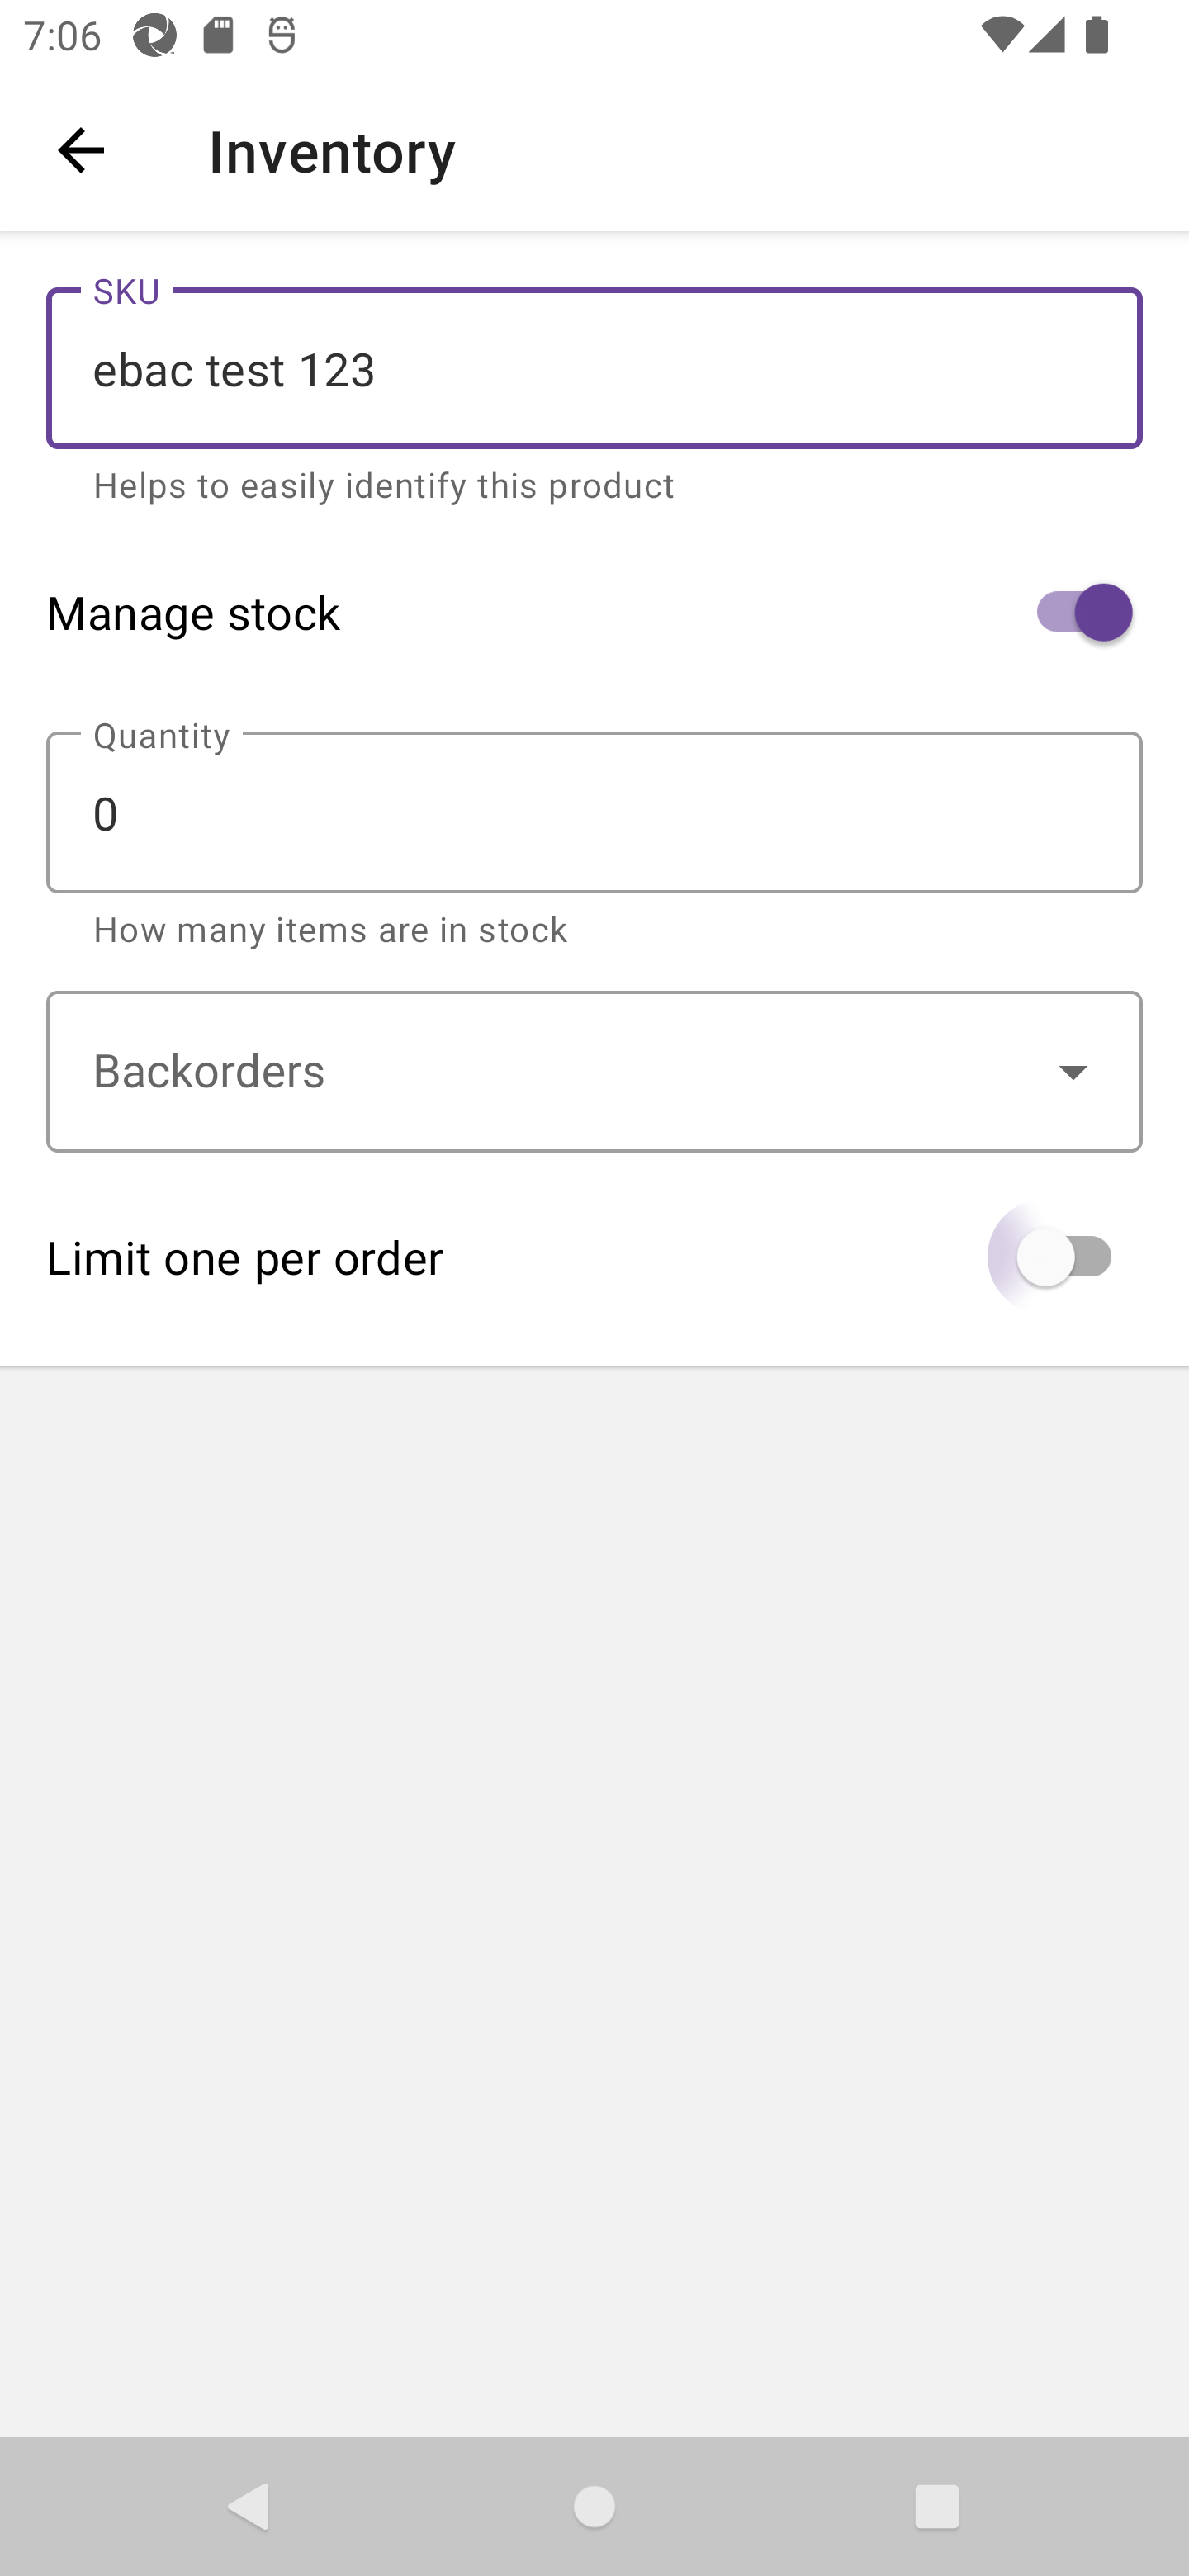 7:06
Inventory
SKU
ebac test 123
Helps to easily identify this product
Manage stock
Quantity
0
How many items are in stock
Backorders
Limit one per order